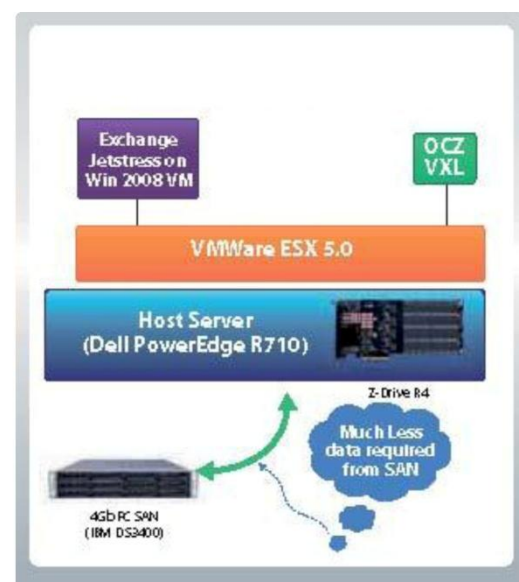 Exchange
Jetstress on
Win 2008 VM
OCZ
VXL
VMWare ESX 5.0
Host Server
(Dell PowerEdge R710)
Z-Drive R4
Much Less
data required
from SAN
4Gb FC SAN
(IBM DS3400)